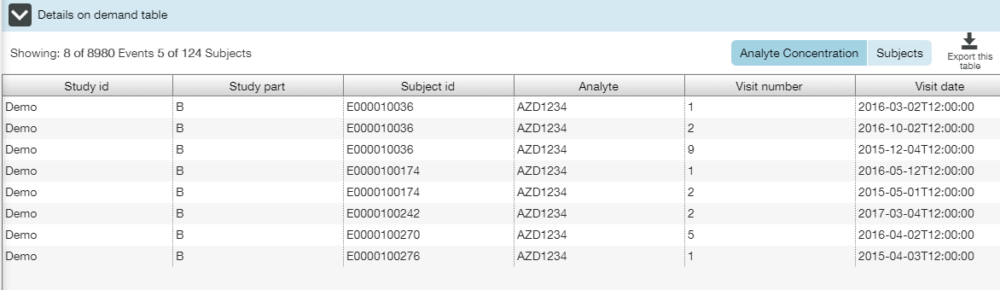 Details on demand table
Showing: 8 of 8980 Events 5 of 124 Subjects
Analyte Concentration Subjects Export this table
Study id Study part Subject id Analyte Visit number Visit date
Demo B E000010036 AZD1234 1 2016-03-02T12:00:00
Demo B E000010036 AZD1234 2 2016-10-02T12:00:00
Demo B E000010036 AZD1234 9 2015-12-04T12:00:00
Demo B E0000100174 AZD1234 1 2016-05-12T12:00:00
Demo B E0000100174 AZD1234 2 2015-05-01T12:00:00
Demo B E0000100242 AZD1234 2 2017-03-04T12:00:00
Demo B E0000100270 AZD1234 5 2016-04-02T12:00:00
Demo B E0000100276 AZD1234 1 2015-04-03T12:00:00